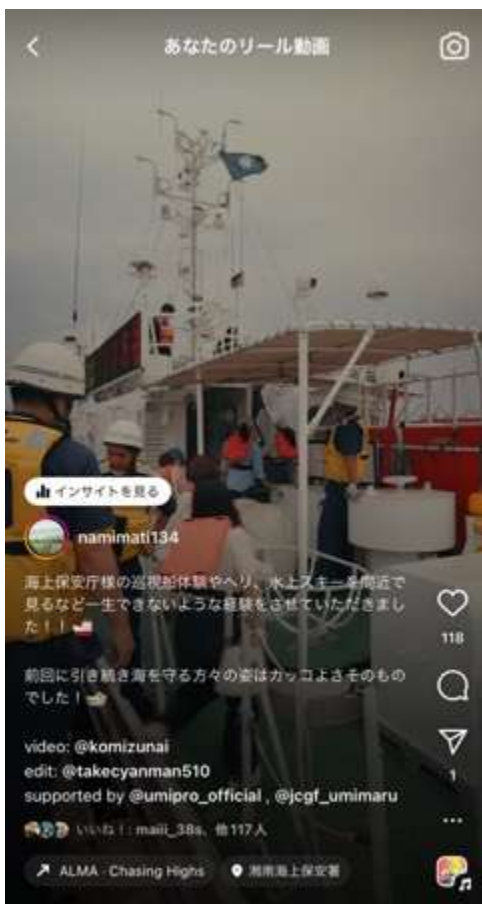 あなたのリール動画
インサイトを見る
namimati134
海上保安庁様の巡視船体験やヘリ、水上スキーを間近で
見るなど一生できないような経験をさせていただきまし
た！！
前回に引き続き海を守る方々の姿はカッコよさそのもの
でした！
118
video: @komizunai
edit: @takecyanman510
supported by @umipro_official , @jcgf_umimaru
1
いいね！: maiii_38s、他117人
ALMA · Chasing Highs
湘南海上保安署